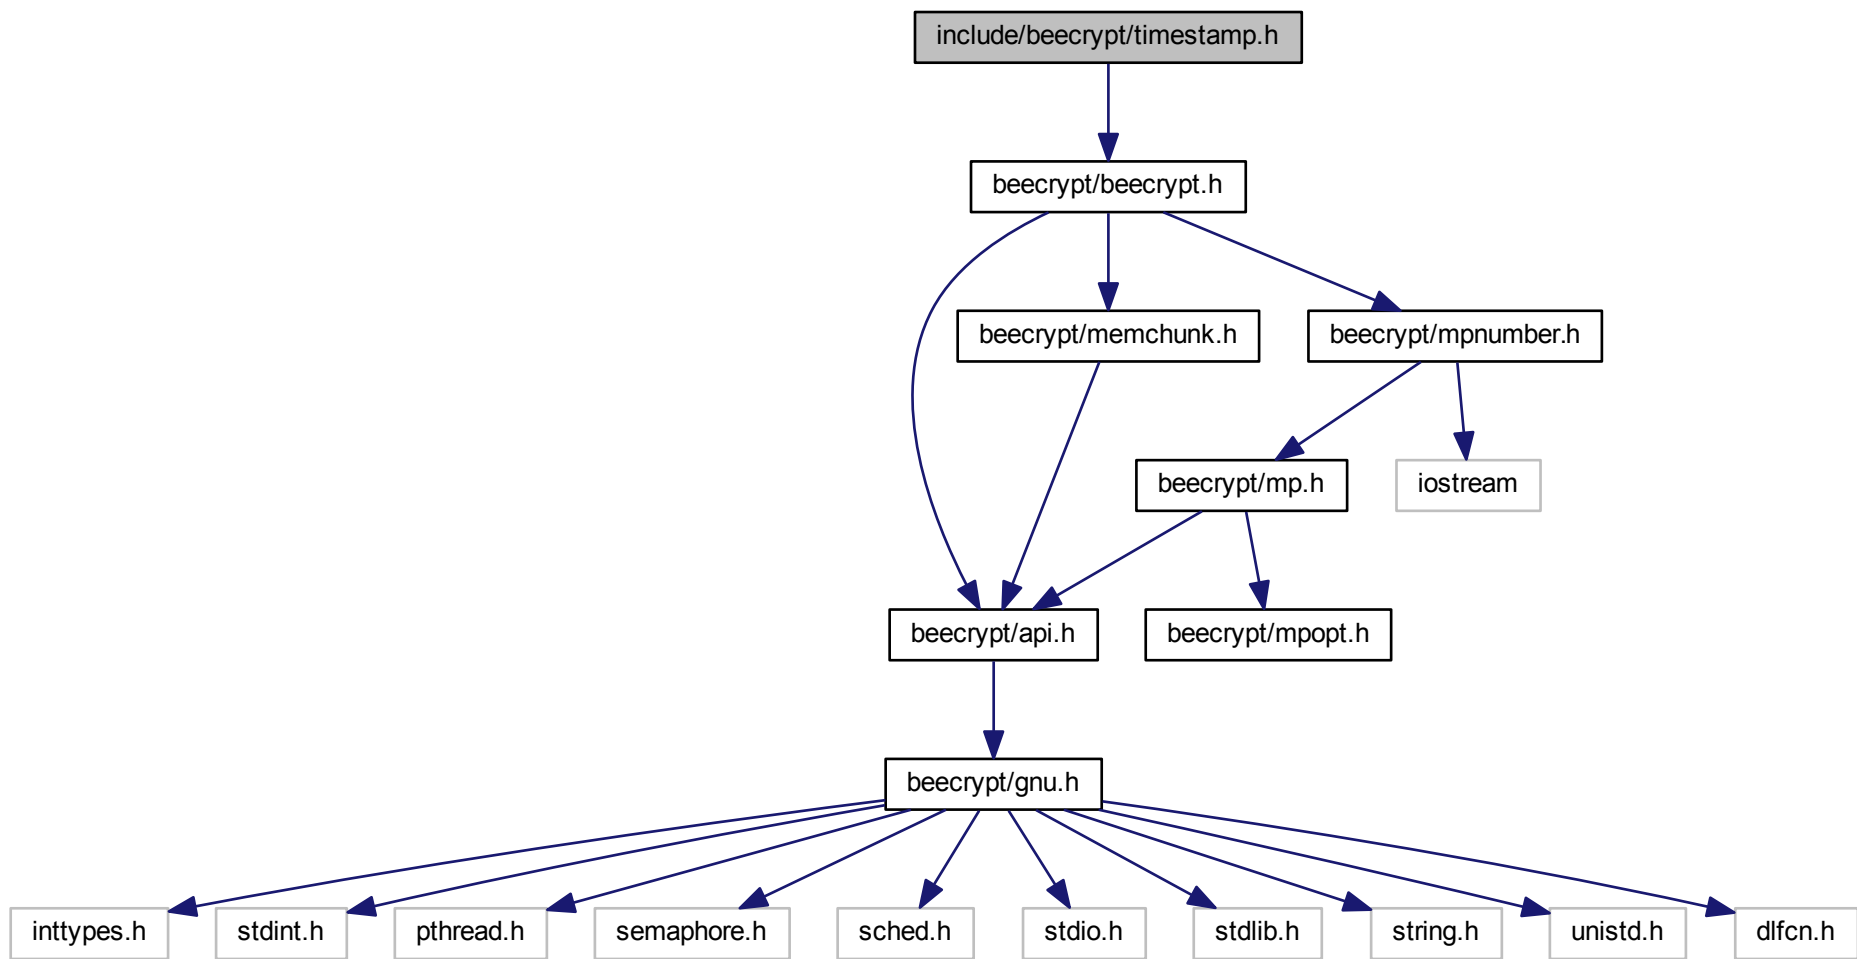 include/beecrypt/timestamp.h
beecrypt/beecrypt.h
beecrypt/memchunk.h
beecrypt/mpnumber.h
beecrypt/mp.h
iostream
beecrypt/api.h
beecrypt/mpopt.h
beecrypt/gnu.h
inttypes.h
stdint.h
pthread.h
semaphore.h
sched.h
stdio.h
stdlib.h
string.h
unistd.h
dlfcn.h